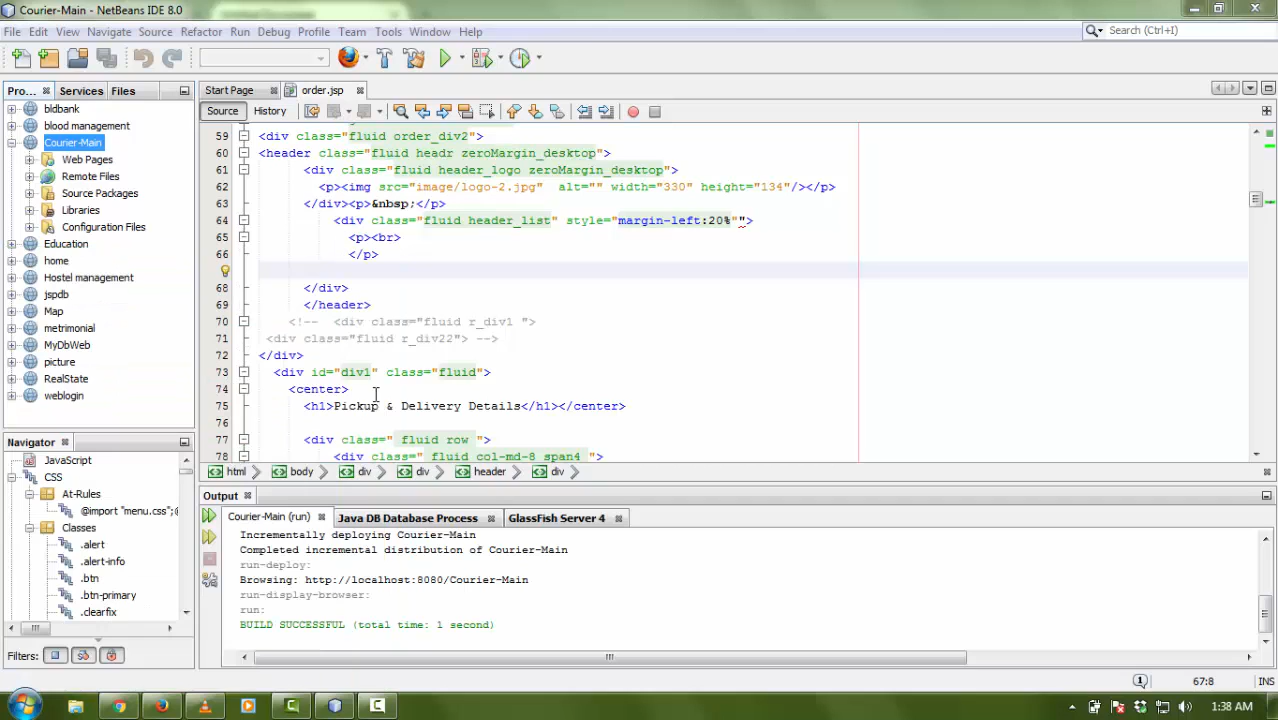 Courier-Main - NetBeans IDE 8.0
File Edit View Navigate Source Refactor Run Debug Profile Team Tools Window Help
Search (Ctrl+I)
Pro... Services Files
Start Page order.jsp
Source History
bldbank
blood management
Courier-Main
Web Pages
Remote Files
Source Packages
Libraries
Configuration Files
Education
home
Hostel management
jspdb
Map
metrimonial
MyDbWeb
picture
RealState
weblogin
59 <div class="fluid order_div2">
60 <header class="fluid headr zeroMargin_desktop">
61 <div class="fluid header_logo zeroMargin_desktop">
62 <p><img src="image/logo-2.jpg" alt="" width="330" height="134"/></p>
63 </div><p>&nbsp;</p>
64 <div class="fluid header_list" style="margin-left:20%"">
65 <p><br>
66 </p>
68 </div>
69 </header>
70 <!-- <div class="fluid r_div1 ">
71 <div class="fluid r_div22"> -->
72 </div>
73 <div id="div1" class="fluid">
74 <center>
75 <h1>Pickup & Delivery Details</h1></center>
76
77 <div class=" fluid row ">
78 <div class=" fluid col-md-8 span4 ">
html body div div header div
Navigator
JavaScript
CSS
At-Rules
@import "menu.css";@
Classes
.alert
.alert-info
.btn
.btn-primary
.clearfix
Filters:
Output
Courier-Main (run) Java DB Database Process GlassFish Server 4
Incrementally deploying Courier-Main
Completed incremental distribution of Courier-Main
run-deploy:
Browsing: http://localhost:8080/Courier-Main
run-display-browser:
run:
BUILD SUCCESSFUL (total time: 1 second)
1 67:8 INS
1:38 AM